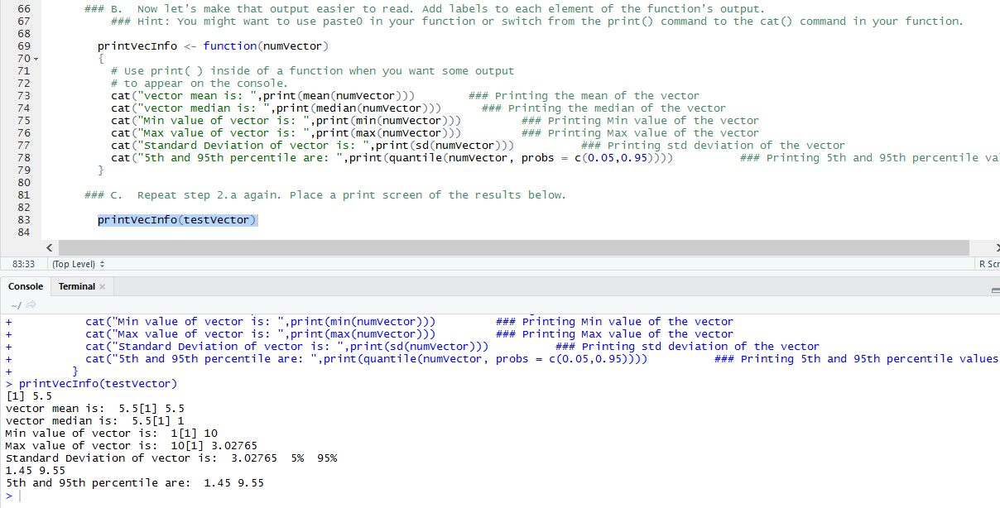 66 ### B.  Now let's make that output easier to read. Add labels to each element of the function's output.
67 ### Hint: You might want to use paste0 in your function or switch from the print() command to the cat() command in your function.
68
69 printVecInfo <- function(numVector)
70 {
71 # Use print( ) inside of a function when you want some output
72 # to appear on the console.
73 cat("vector mean is: ",print(mean(numVector)))        ### Printing the mean of the vector
74 cat("vector median is: ",print(median(numVector)))      ### Printing the median of the vector
75 cat("Min value of vector is: ",print(min(numVector)))         ### Printing Min value of the vector
76 cat("Max value of vector is: ",print(max(numVector)))         ### Printing Max value of the vector
77 cat("Standard Deviation of vector is: ",print(sd(numVector)))          ### Printing std deviation of the vector
78 cat("5th and 95th percentile are: ",print(quantile(numVector, probs = c(0.05,0.95))))          ### Printing 5th and 95th percentile va
79 }
80
81 ### C.  Repeat step 2.a again. Place a print screen of the results below.
82
83 printVecInfo(testVector)
84
83:33 (Top Level) R Scr
Console Terminal
~/
+ cat("Min value of vector is: ",print(min(numVector)))         ### Printing Min value of the vector
+ cat("Max value of vector is: ",print(max(numVector)))         ### Printing Max value of the vector
+ cat("Standard Deviation of vector is: ",print(sd(numVector)))          ### Printing std deviation of the vector
+ cat("5th and 95th percentile are: ",print(quantile(numVector, probs = c(0.05,0.95))))          ### Printing 5th and 95th percentile values
+ }
> printVecInfo(testVector)
[1] 5.5
vector mean is:  5.5[1] 5.5
vector median is:  5.5[1] 1
Min value of vector is:  1[1] 10
Max value of vector is:  10[1] 3.02765
Standard Deviation of vector is:  3.02765  5%  95%
1.45 9.55
5th and 95th percentile are:  1.45 9.55
>